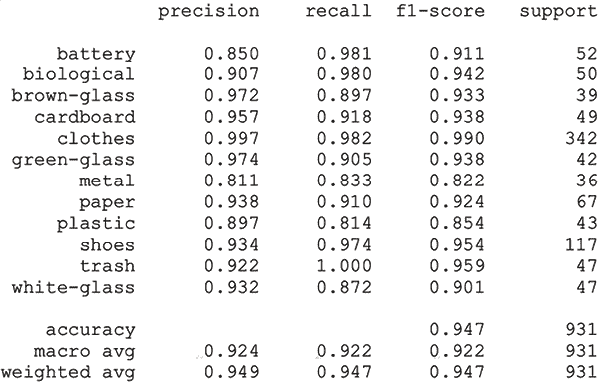 precision recall f1-score support
battery 0.850 0.981 0.911 52
biological 0.907 0.980 0.942 50
brown-glass 0.972 0.897 0.933 39
cardboard 0.957 0.918 0.938 49
clothes 0.997 0.982 0.990 342
green-glass 0.974 0.905 0.938 42
metal 0.811 0.833 0.822 36
paper 0.938 0.910 0.924 67
plastic 0.897 0.814 0.854 43
shoes 0.934 0.974 0.954 117
trash 0.922 1.000 0.959 47
white-glass 0.932 0.872 0.901 47
accuracy 0.947 931
macro avg 0.924 0.922 0.922 931
weighted avg 0.949 0.947 0.947 931